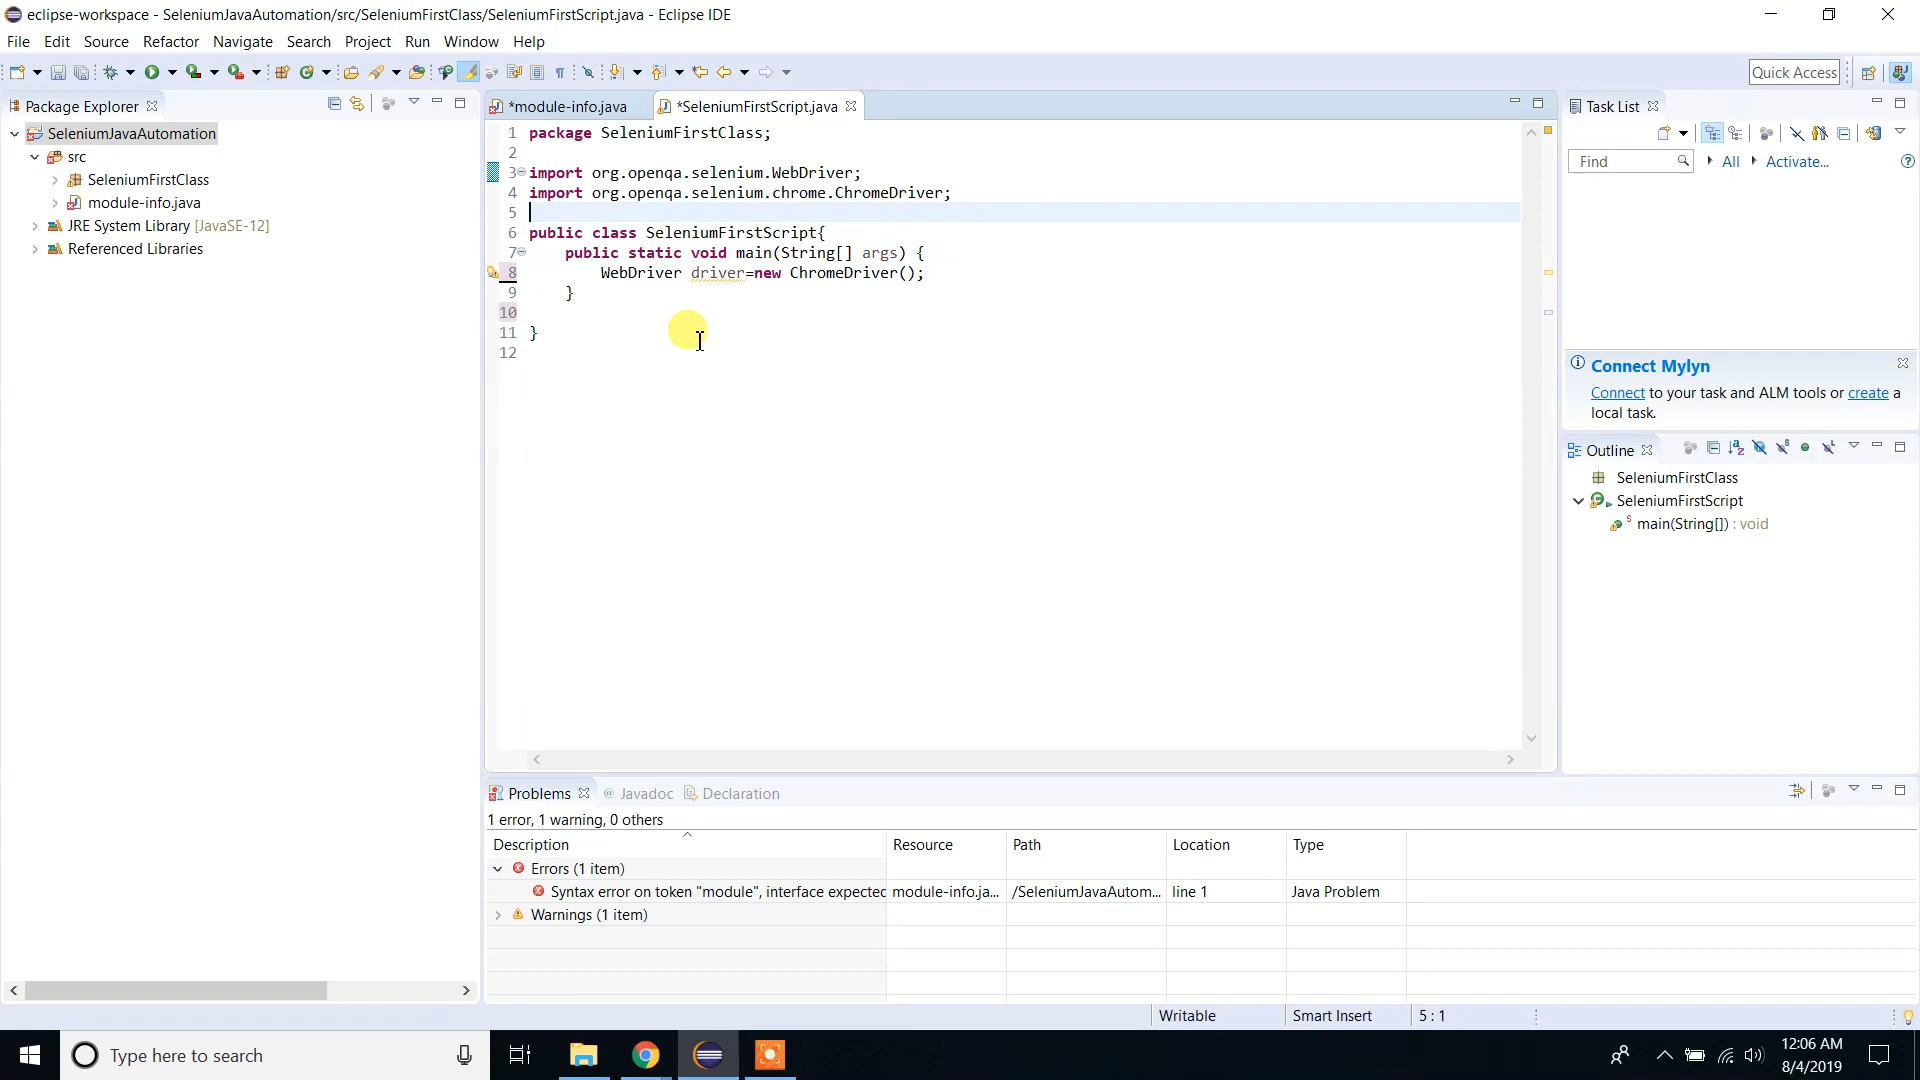 eclipse-workspace - SeleniumJavaAutomation/src/SeleniumFirstClass/SeleniumFirstScript.java - Eclipse IDE
File Edit Source Refactor Navigate Search Project Run Window Help
Quick Access
Package Explorer
SeleniumJavaAutomation
src
SeleniumFirstClass
module-info.java
JRE System Library [JavaSE-12]
Referenced Libraries
*module-info.java *SeleniumFirstScript.java
1 package SeleniumFirstClass;
2
3 import org.openqa.selenium.WebDriver;
4 import org.openqa.selenium.chrome.ChromeDriver;
5
6 public class SeleniumFirstScript{
7 public static void main(String[] args) {
8 WebDriver driver=new ChromeDriver();
9 }
10
11 }
12
Task List
Find All Activate...
Connect Mylyn
Connect to your task and ALM tools or create a
local task.
Outline
SeleniumFirstClass
SeleniumFirstScript
main(String[]) : void
Problems @ Javadoc Declaration
1 error, 1 warning, 0 others
Description Resource Path Location Type
Errors (1 item)
Syntax error on token "module", interface expected module-info.ja... /SeleniumJavaAutom... line 1 Java Problem
Warnings (1 item)
Writable Smart Insert 5 : 1
Type here to search
12:06 AM
8/4/2019